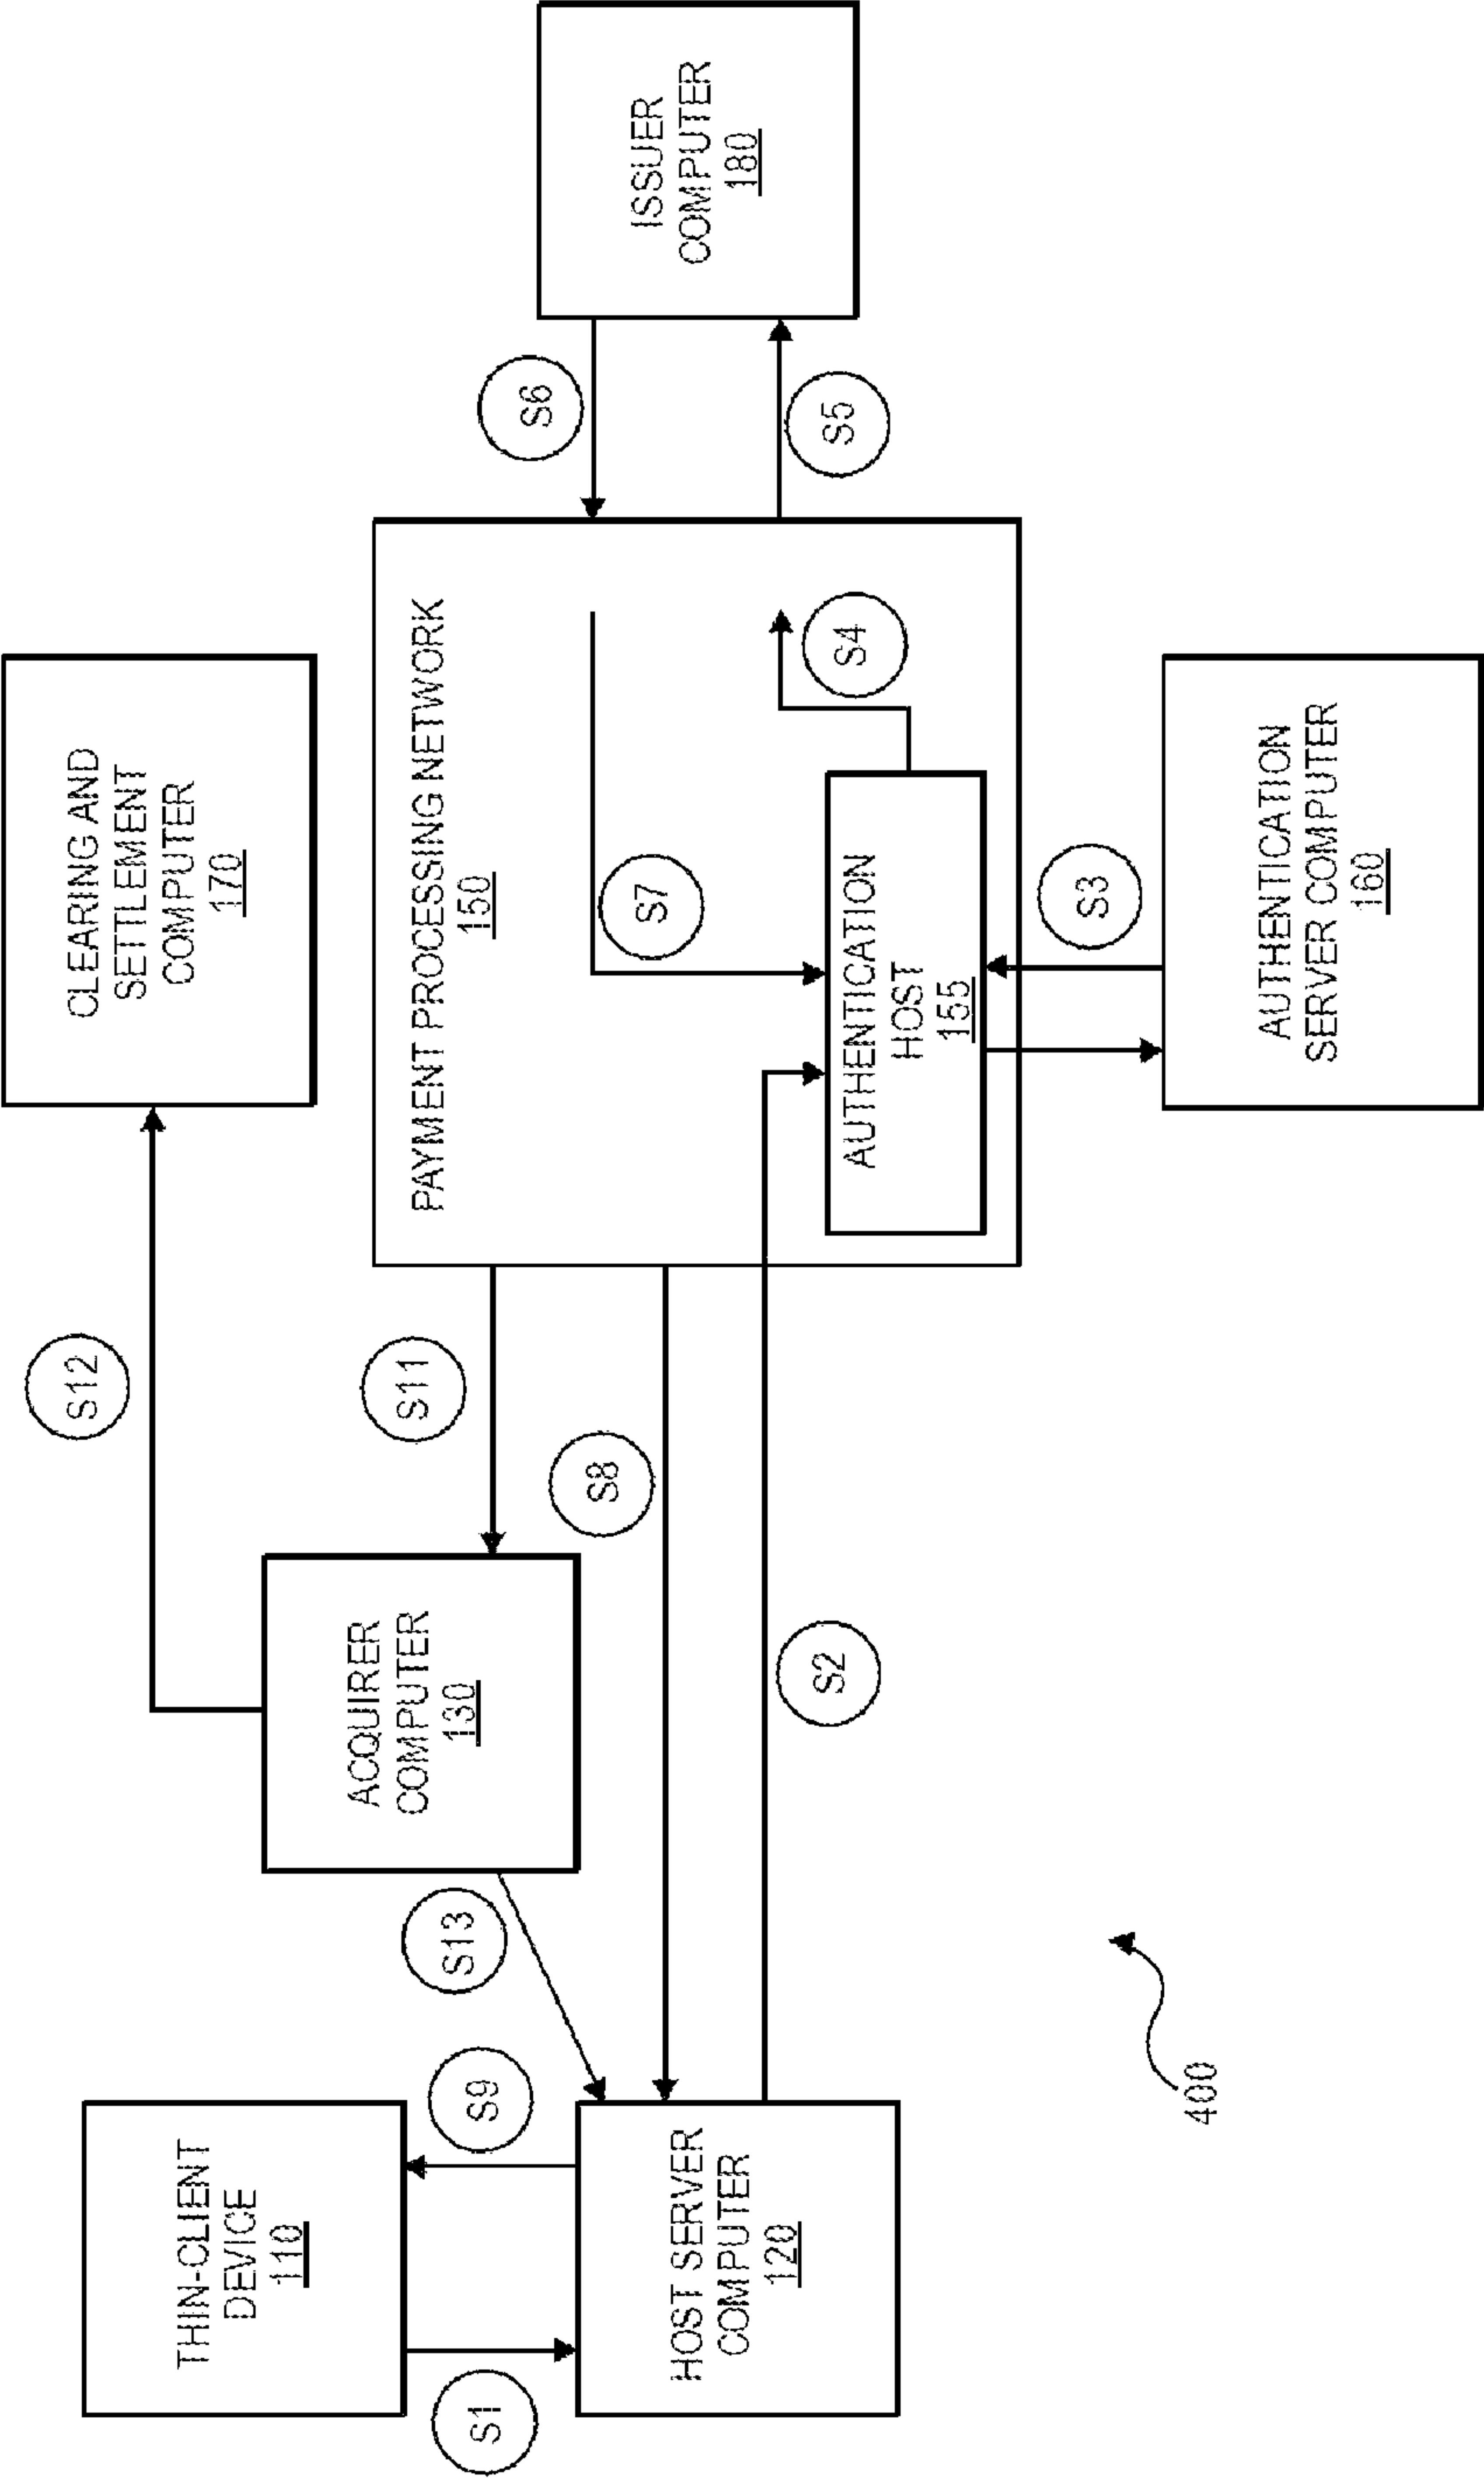 THIN-CLIENT
DEVICE
110
S1
S9
HOST SERVER
COMPUTER
120
S13
ACQUIRER
COMPUTER
130
S12
S11
S8
S2
CLEARING AND
SETTLEMENT
COMPUTER
170
PAYMENT PROCESSING NETWORK
150
S7
S4
AUTHENTICATION
HOST
155
S3
AUTHENTICATION
SERVER COMPUTER
160
S6
S5
ISSUER
COMPUTER
180
400